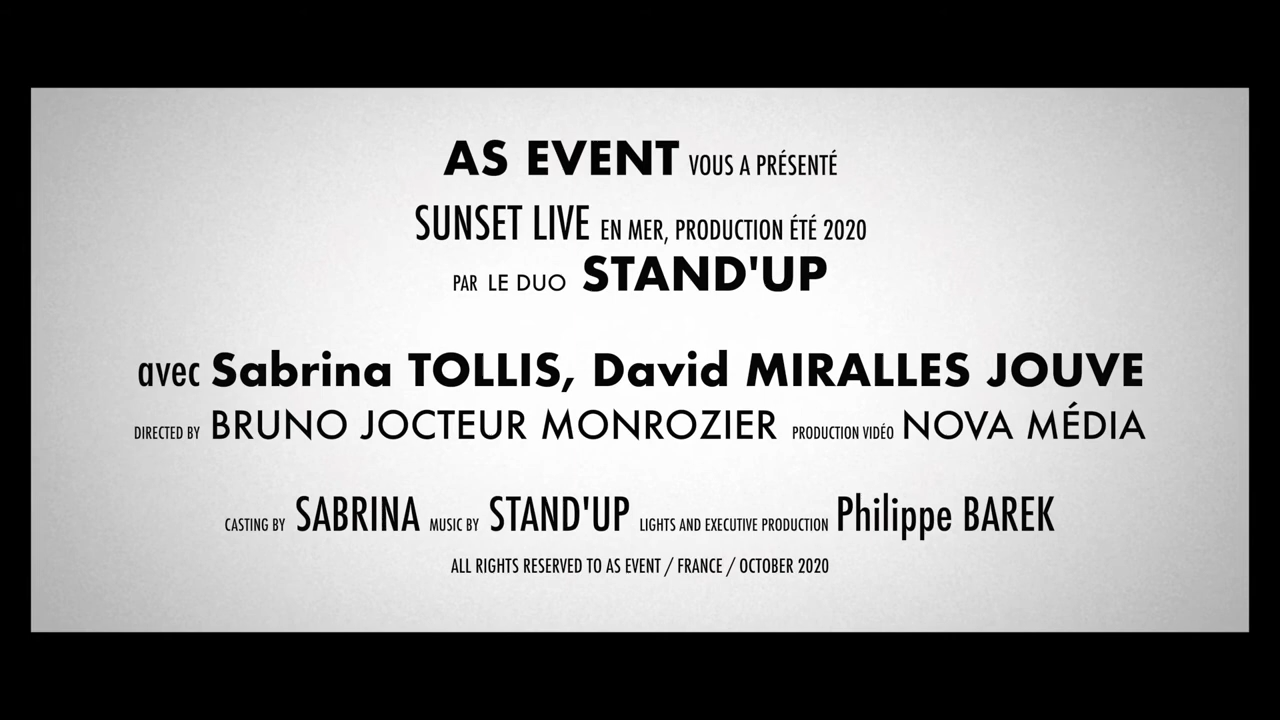 AS EVENT VOUS A PRÉSENTÉ
SUNSET LIVE EN MER, PRODUCTION ÉTÉ 2020
PAR LE DUO STAND'UP
avec Sabrina TOLLIS, David MIRALLES JOUVE
DIRECTED BY BRUNO JOCTEUR MONROZIER PRODUCTION VIDÉO NOVA MÉDIA
CASTING BY SABRINA MUSIC BY STAND'UP LIGHTS AND EXECUTIVE PRODUCTION Philippe BAREK
ALL RIGHTS RESERVED TO AS EVENT / FRANCE / OCTOBER 2020